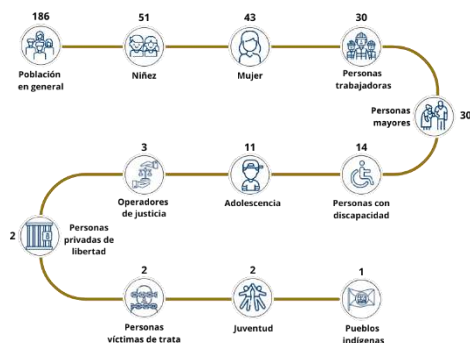 186
Población
en general
51
Niñez
43
Mujer
30
Personas
trabajadoras
Personas
mayores
30
14
Personas con
discapacidad
11
Adolescencia
3
Operadores
de justicia
2
Personas
privadas de
libertad
2
Personas
víctimas de trata
2
Juventud
1
Pueblos
indígenas